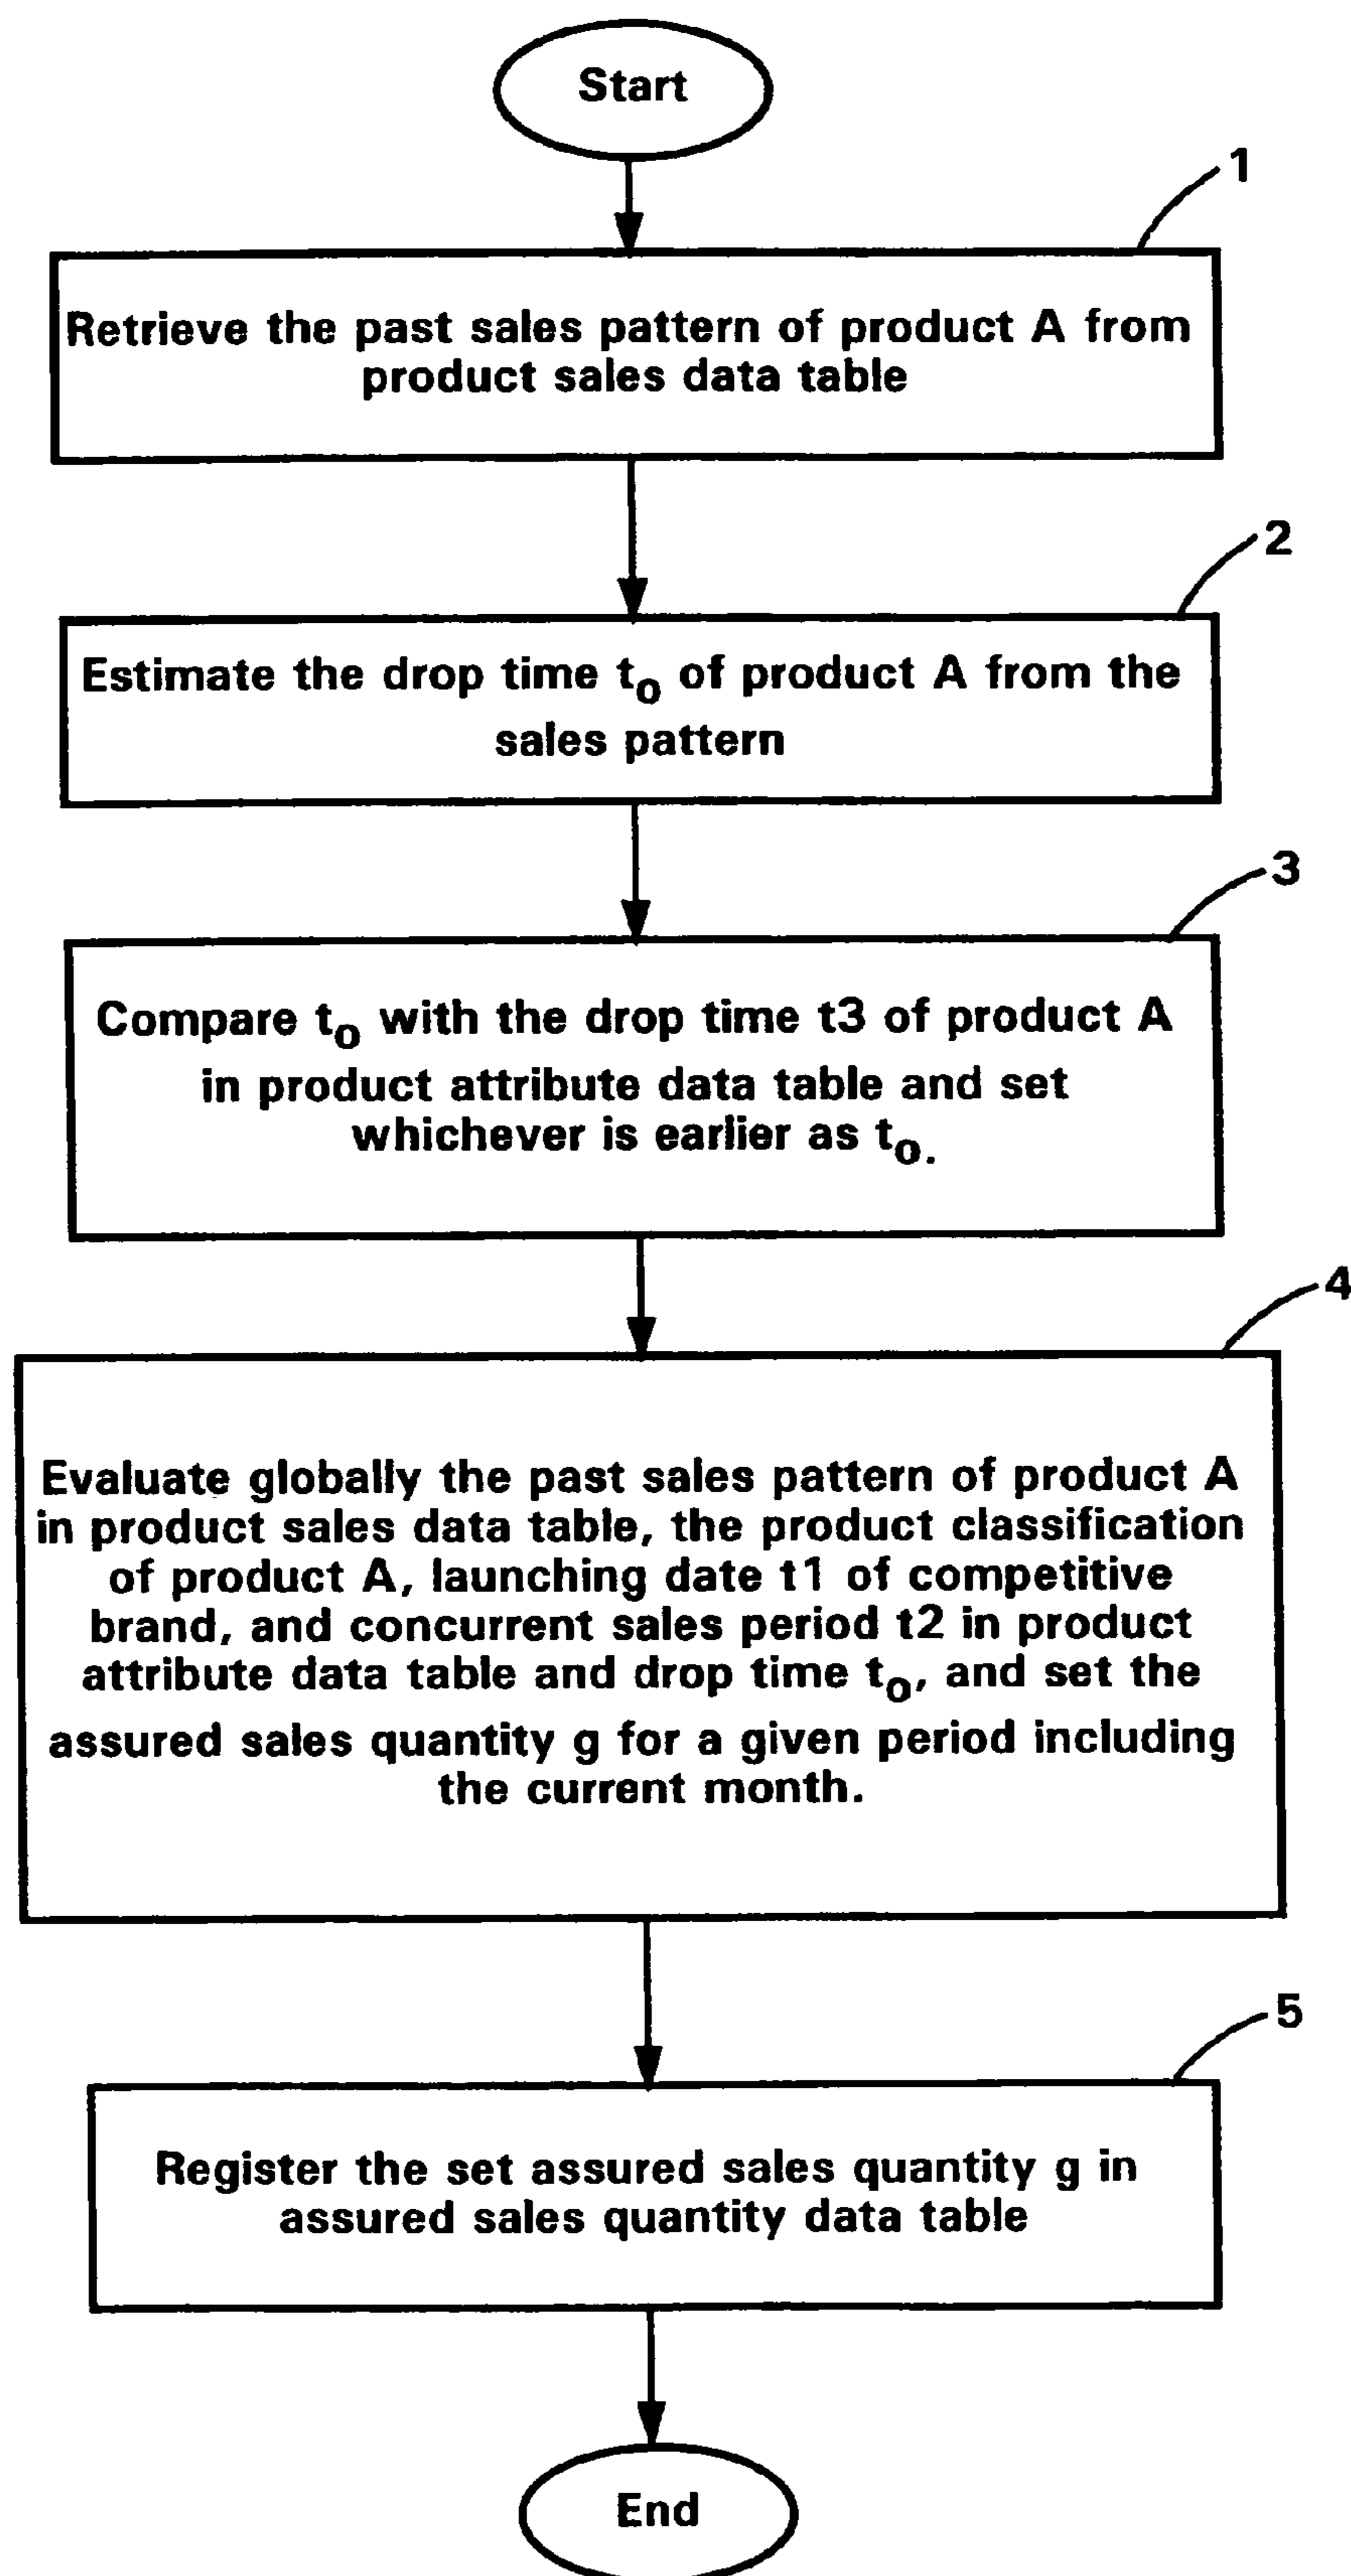 Start
1
Retrieve the past sales pattern of product A from
product sales data table
2
Estimate the drop time t₀ of product A from the
sales pattern
3
Compare t₀ with the drop time t3 of product A
in product attribute data table and set
whichever is earlier as t₀.
4
Evaluate globally the past sales pattern of product A
in product sales data table, the product classification
of product A, launching date t1 of competitive
brand, and concurrent sales period t2 in product
attribute data table and drop time t₀, and set the
assured sales quantity g for a given period including
the current month.
5
Register the set assured sales quantity g in
assured sales quantity data table
End